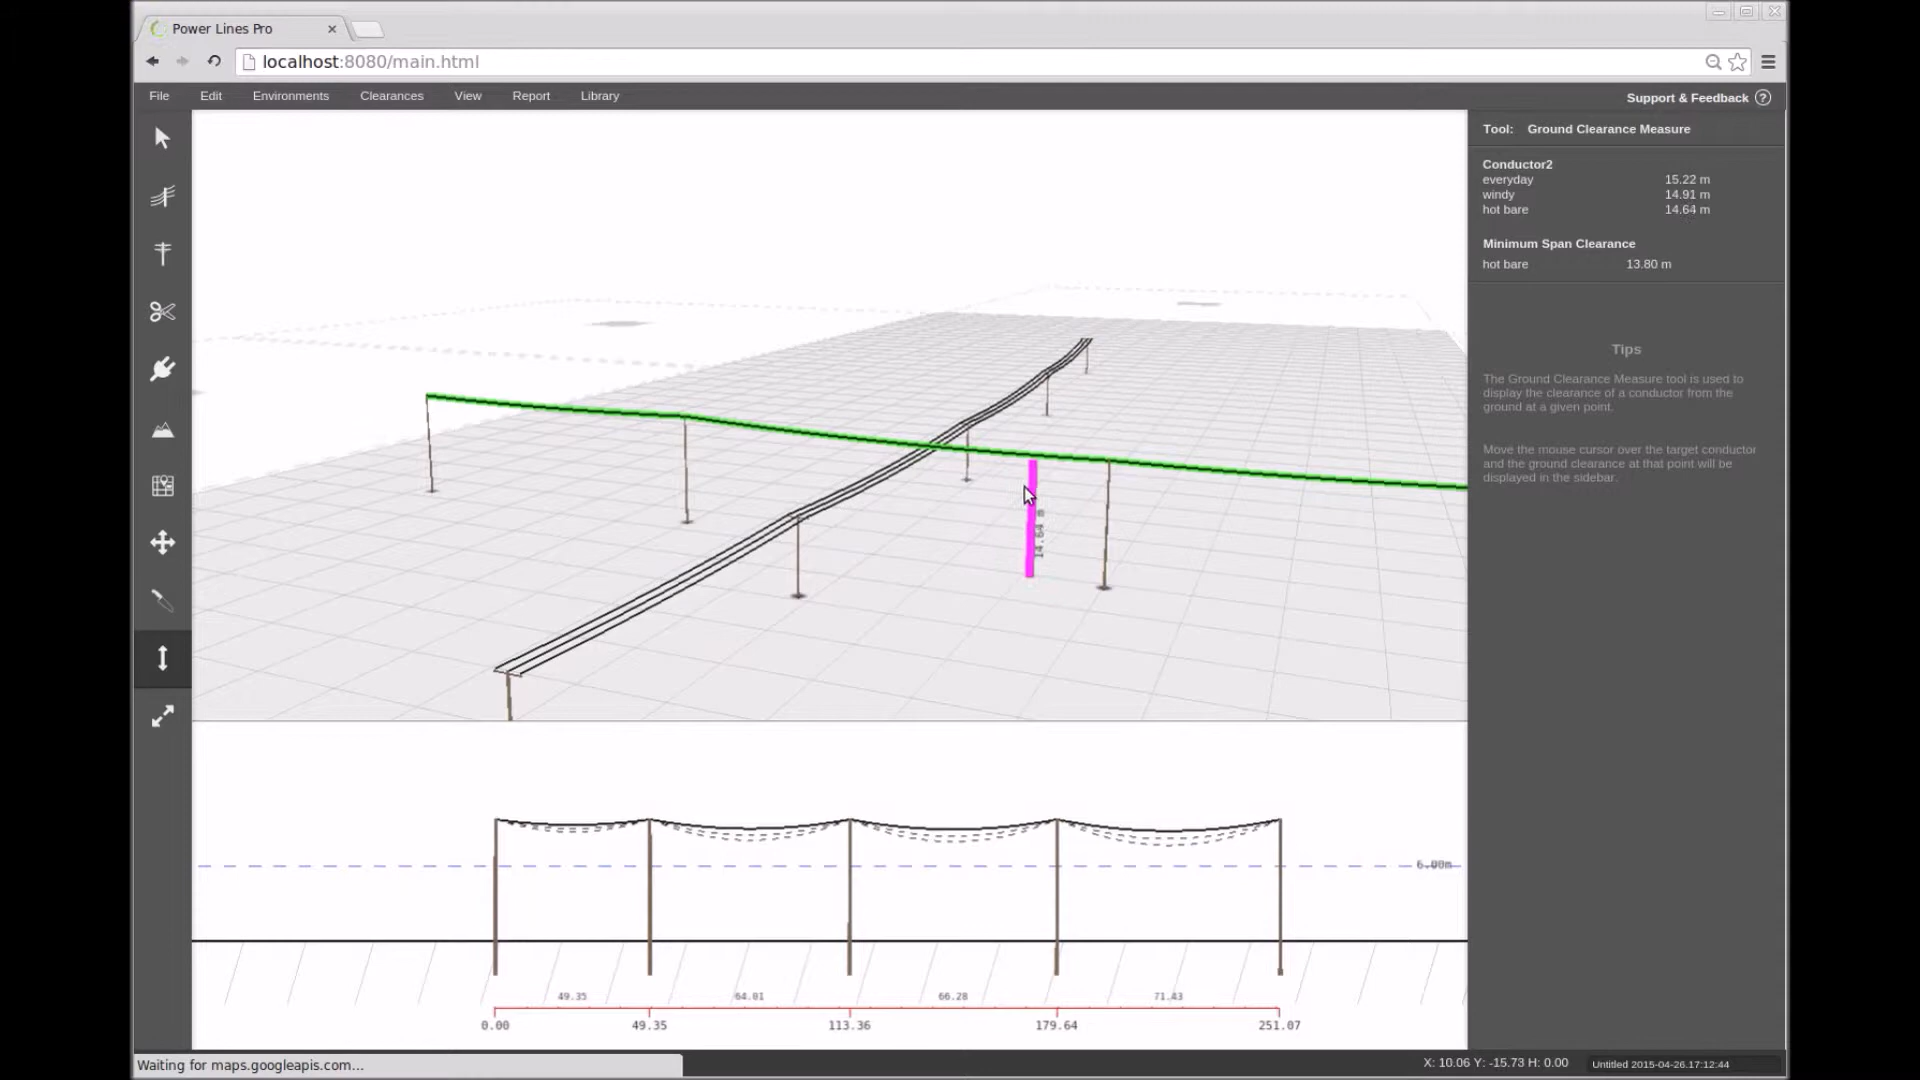 Power Lines Pro
localhost:8080/main.html
File Edit Environments Clearances View Report Library
Support & Feedback ?
Tool: Ground Clearance Measure
Conductor2
everyday 15.22 m
windy 14.91 m
hot bare 14.64 m
Minimum Span Clearance
hot bare 13.80 m
Tips
The Ground Clearance Measure tool is used to
display the clearance of a conductor from the
ground at a given point.
Move the mouse cursor over the target conductor
and the ground clearance at that point will be
displayed in the sidebar.
14.64 m
6.00m
49.35 64.01 66.28 71.43
0.00 49.35 113.36 179.64 251.07
Waiting for maps.googleapis.com...
X: 10.06 Y: -15.73 H: 0.00
Untitled 2015-04-26.17:12:44